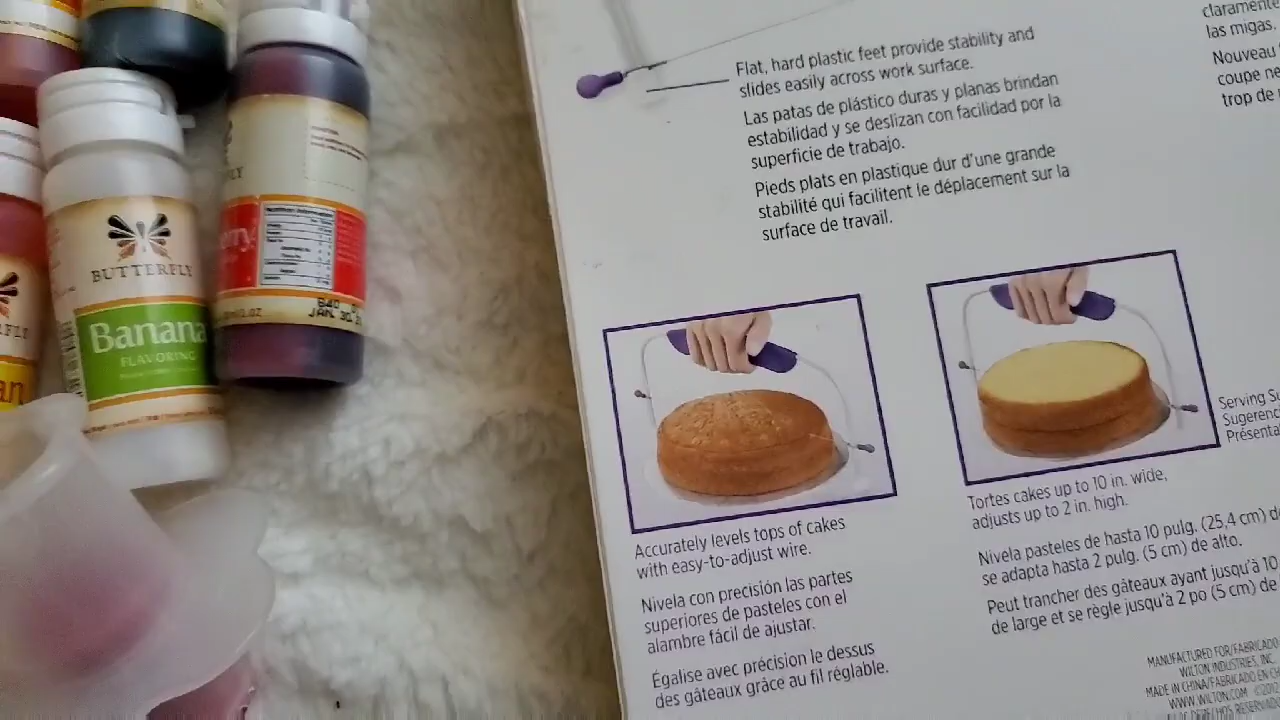 BUTTERFLY
Banana
FLAVORING
JAN 30
Flat, hard plastic feet provide stability and
slides easily across work surface.
Las patas de plástico duras y planas brindan
estabilidad y se deslizan con facilidad por la
superficie de trabajo.
Pieds plats en plastique dur d'une grande
stabilité qui facilitent le déplacement sur la
surface de travail.
claramente
las migas.
Nouveau
coupe ne
trop de
Accurately levels tops of cakes
with easy-to-adjust wire.
Nivela con precisión las partes
superiores de pasteles con el
alambre fácil de ajustar.
Égalise avec précision le dessus
des gâteaux grâce au fil réglable.
Tortes cakes up to 10 in. wide,
adjusts up to 2 in. high.
Nivela pasteles de hasta 10 pulg. (25,4 cm) de
se adapta hasta 2 pulg. (5 cm) de alto.
Peut trancher des gâteaux ayant jusqu'à 10
de large et se règle jusqu'à 2 po (5 cm) de
Serving Su
Sugerenc
Présenta
MANUFACTURED FOR/FABRICADO
WILTON INDUSTRIES, INC.
MADE IN CHINA/FABRICADO EN CH
WWW.WILTON.COM